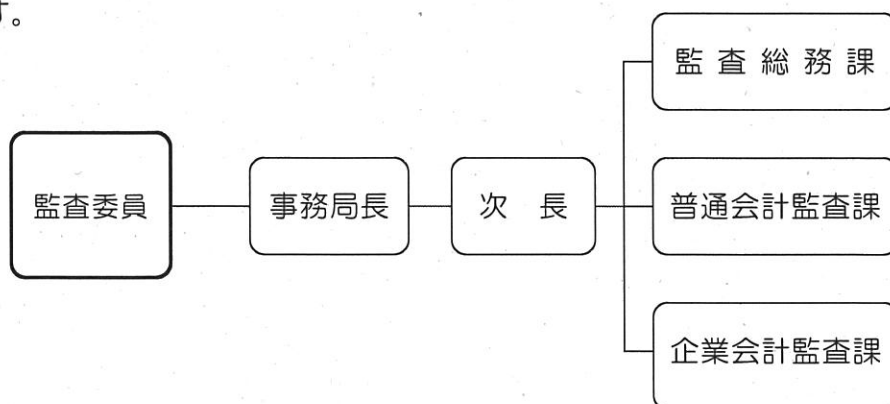 す。
監査総務課
監査委員
事務局長
次長
普通会計監査課
企業会計監査課